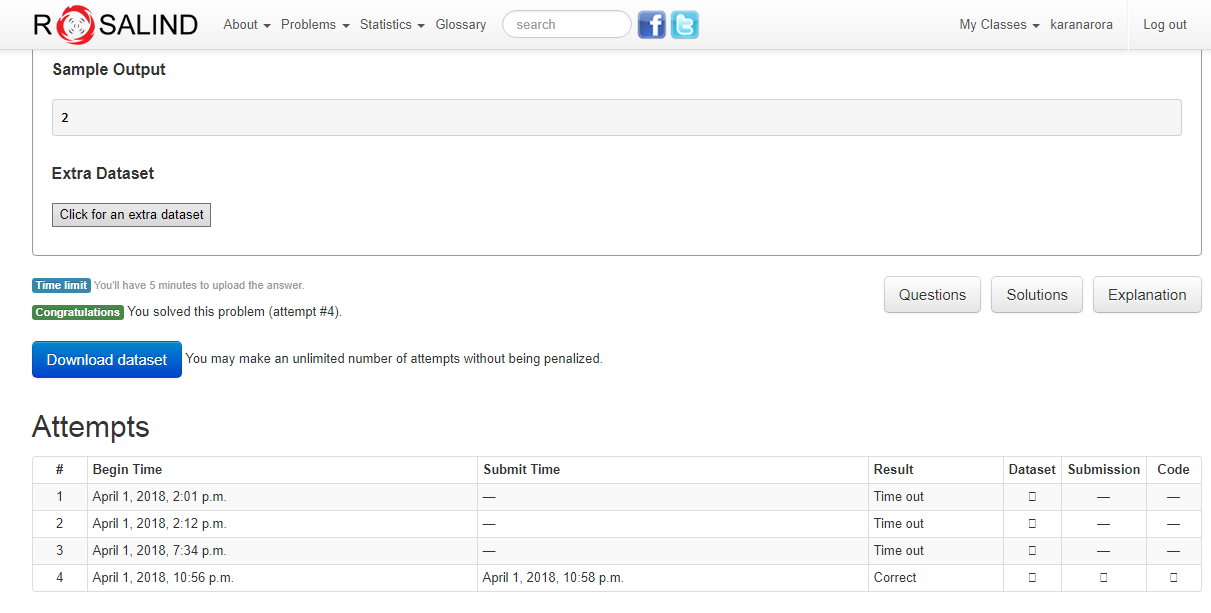 ROSALIND About Problems Statistics Glossary search My Classes karanarora Log out
Sample Output
2
Extra Dataset
Click for an extra dataset
Time limit You'll have 5 minutes to upload the answer.
Questions Solutions Explanation
Congratulations You solved this problem (attempt #4).
Download dataset You may make an unlimited number of attempts without being penalized.
Attempts
# Begin Time Submit Time Result Dataset Submission Code
1 April 1, 2018, 2:01 p.m. — Time out — —
2 April 1, 2018, 2:12 p.m. — Time out — —
3 April 1, 2018, 7:34 p.m. — Time out — —
4 April 1, 2018, 10:56 p.m. April 1, 2018, 10:58 p.m. Correct